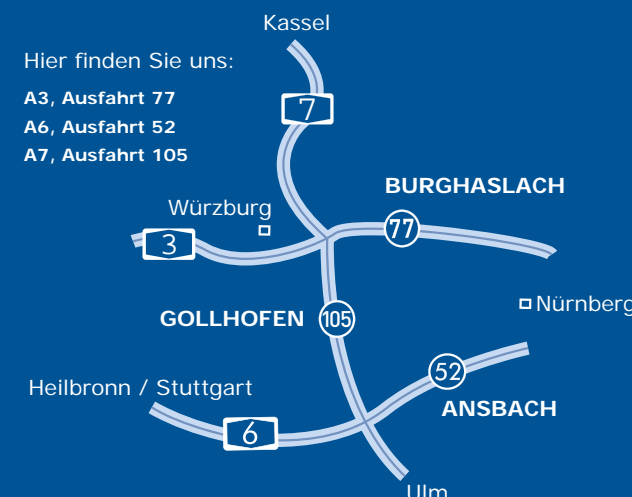 Kassel
Hier finden Sie uns:
A3, Ausfahrt 77
A6, Ausfahrt 52
A7, Ausfahrt 105
7
BURGHASLACH
Würzburg
77
3
Nürnberg
GOLLHOFEN
105
52
Heilbronn / Stuttgart
ANSBACH
6
Ulm